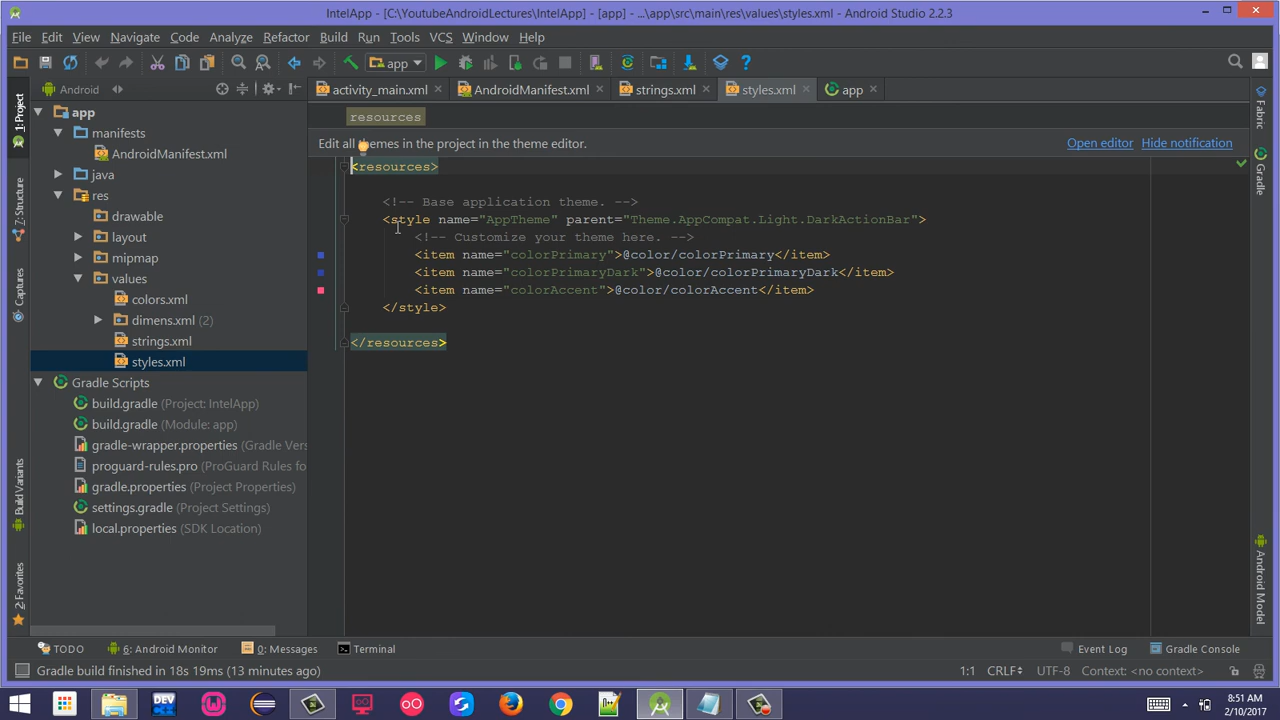 IntelApp - [C:\YoutubeAndroidLectures\IntelApp] - [app] - ...\app\src\main\res\values\styles.xml - Android Studio 2.2.3
File Edit View Navigate Code Analyze Refactor Build Run Tools VCS Window Help
app
Android
activity_main.xml AndroidManifest.xml strings.xml styles.xml app
resources
Edit all themes in the project in the theme editor. Open editor Hide notification
1: Project
Z: Structure
Captures
Build Variants
2: Favorites
app
manifests
AndroidManifest.xml
java
res
drawable
layout
mipmap
values
colors.xml
dimens.xml (2)
strings.xml
styles.xml
Gradle Scripts
build.gradle (Project: IntelApp)
build.gradle (Module: app)
gradle-wrapper.properties (Gradle Vers
proguard-rules.pro (ProGuard Rules fo
gradle.properties (Project Properties)
settings.gradle (Project Settings)
local.properties (SDK Location)
<resources>
<!-- Base application theme. -->
<style name="AppTheme" parent="Theme.AppCompat.Light.DarkActionBar">
<!-- Customize your theme here. -->
<item name="colorPrimary">@color/colorPrimary</item>
<item name="colorPrimaryDark">@color/colorPrimaryDark</item>
<item name="colorAccent">@color/colorAccent</item>
</style>
</resources>
Fabric
Gradle
Android Model
TODO 6: Android Monitor 0: Messages Terminal Event Log Gradle Console
Gradle build finished in 18s 19ms (13 minutes ago) 1:1 CRLF UTF-8 Context: <no context>
DEV
8:51 AM
2/10/2017